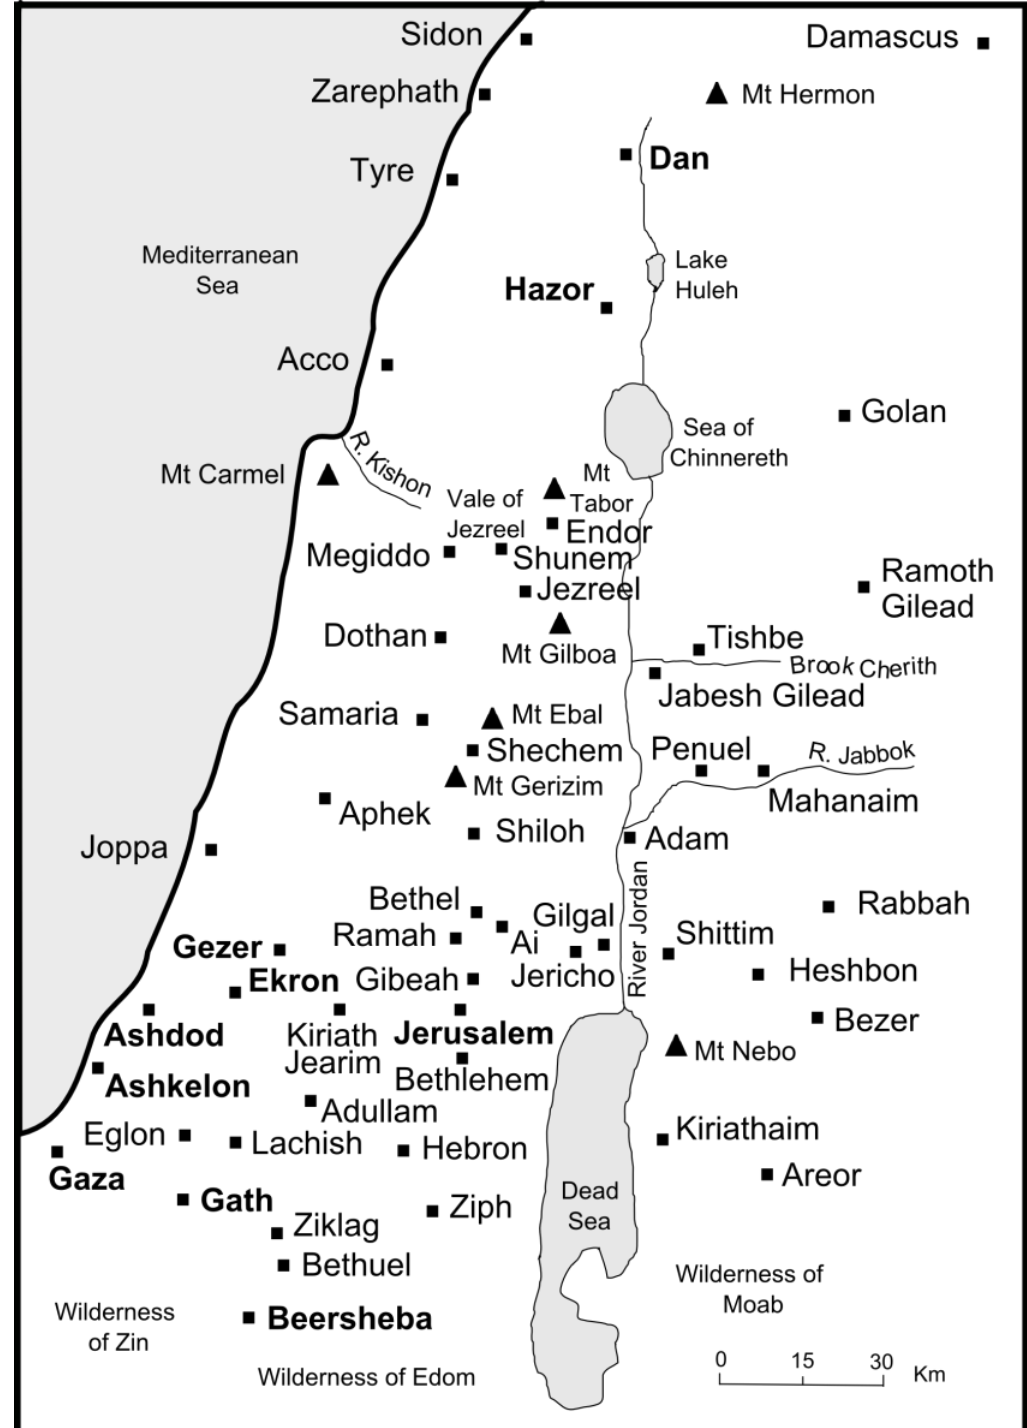 Sidon
Damascus
Zarephath
Mt Hermon
Dan
Tyre
Mediterranean
Sea
Lake
Huleh
Hazor
Acco
Golan
Sea of
Chinnereth
R. Kishon
Mt Carmel
Mt
Tabor
Vale of
Jezreel
Endor
Megiddo
Shunem
Ramoth
Gilead
Jezreel
Dothan
Mt Gilboa
Tishbe
Brook Cherith
Jabesh Gilead
Samaria
Mt Ebal
Shechem
Penuel
R. Jabbok
Mt Gerizim
Mahanaim
Aphek
Shiloh
Adam
Joppa
River Jordan
Bethel
Rabbah
Gilgal
Ramah
Ai
Shittim
Gezer
Jericho
Heshbon
Ekron
Gibeah
Bezer
Ashdod
Kiriath
Jearim
Jerusalem
Mt Nebo
Ashkelon
Bethlehem
Adullam
Eglon
Lachish
Hebron
Kiriathaim
Gaza
Areor
Gath
Dead
Sea
Ziph
Ziklag
Bethuel
Wilderness of
Moab
Wilderness
of Zin
Beersheba
Wilderness of Edom
0 15 30 Km